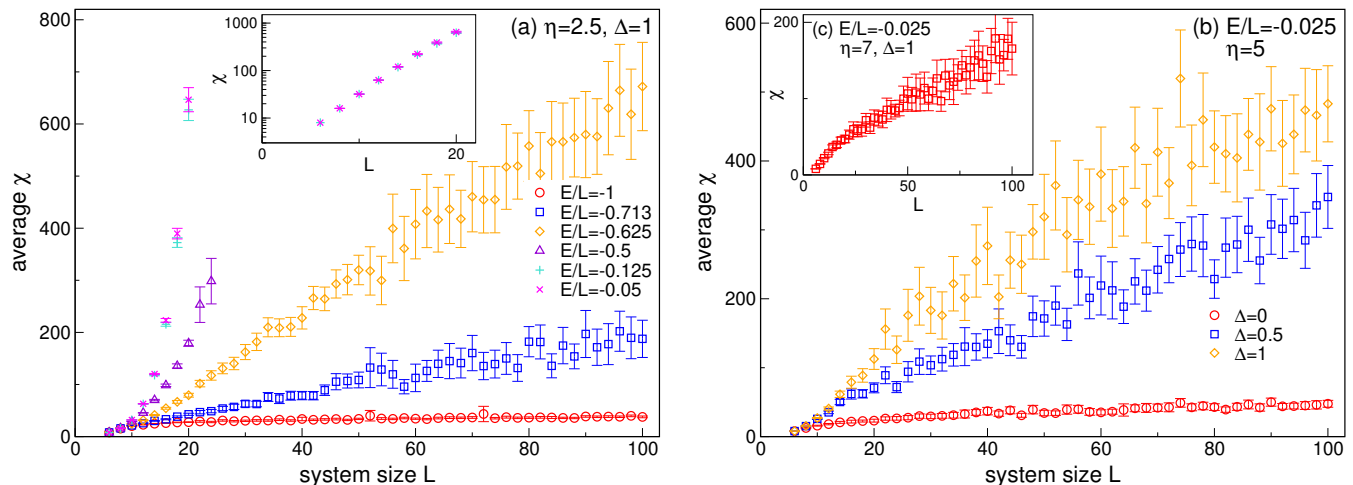 (a) η=2.5, Δ=1
1000
100
10
χ
0
20
L
800
600
400
200
0
average χ
E/L=-1
E/L=-0.713
E/L=-0.625
E/L=-0.5
E/L=-0.125
E/L=-0.05
0
20
40
60
80
100
system size L
(b) E/L=-0.025
η=5
(c) E/L=-0.025
η=7, Δ=1
200
0
χ
0
50
100
L
600
400
200
0
average χ
Δ=0
Δ=0.5
Δ=1
0
20
40
60
80
100
system size L